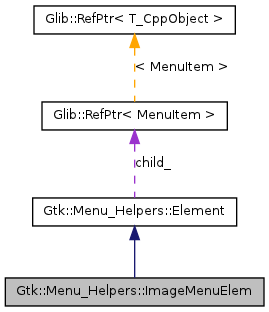 Glib::RefPtr< T_CppObject >
< MenuItem >
Glib::RefPtr< MenuItem >
child_
Gtk::Menu_Helpers::Element
Gtk::Menu_Helpers::ImageMenuElem